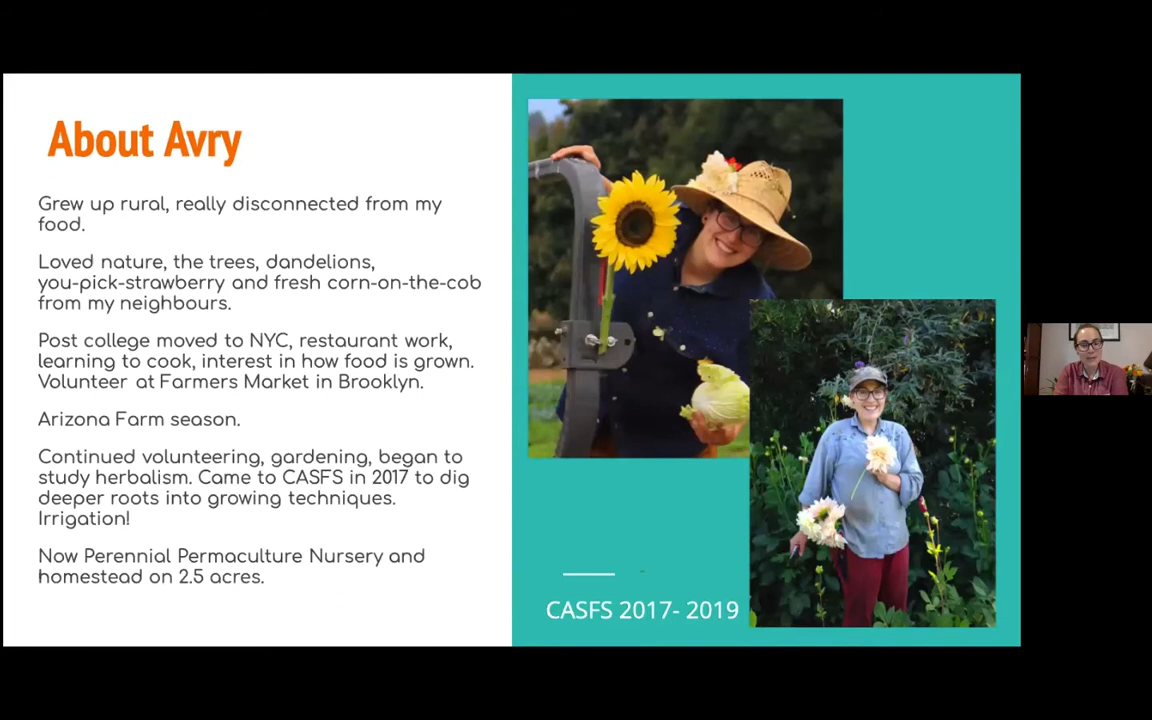 About Avry
Grew up rural, really disconnected from my
food.
Loved nature, the trees, dandelions,
you-pick-strawberry and fresh corn-on-the-cob
from my neighbours.
Post college moved to NYC, restaurant work,
learning to cook, interest in how food is grown.
Volunteer at Farmers Market in Brooklyn.
Arizona Farm season.
Continued volunteering, gardening, began to
study herbalism. Came to CASFS in 2017 to dig
deeper roots into growing techniques.
Irrigation!
Now Perennial Permaculture Nursery and
homestead on 2.5 acres.
CASFS 2017- 2019